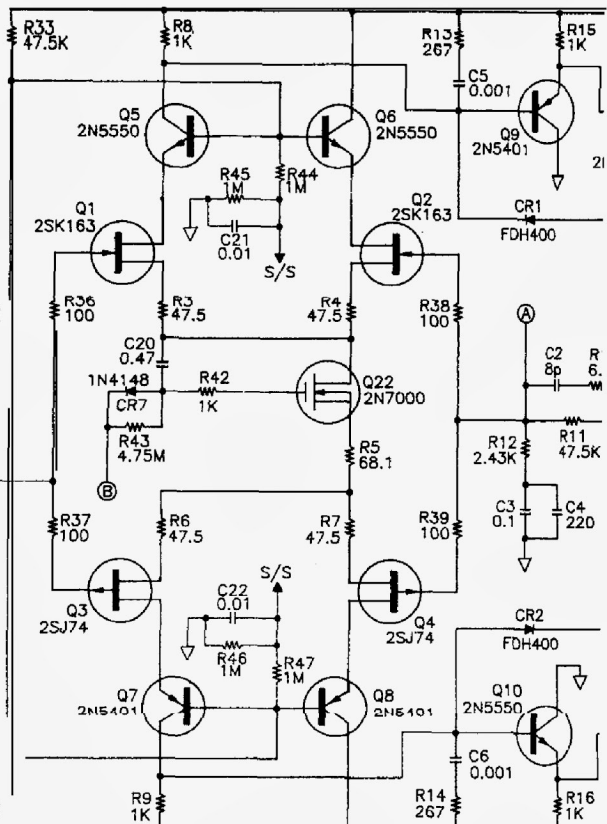 R33
47.5K
R8
1K
R13
267
R15
1K
C5
0.001
Q5
2N5550
Q6
2N5550
Q9
2N5401
R45
1M
R44
1M
C21
0.01
S/S
CR1
FDH400
Q1
2SK163
Q2
2SK163
R36
100
R3
47.5
R4
47.5
R38
100
A
C20
0.47
1N4148
CR7
R42
1K
Q22
2N7000
C2
8p
R43
4.75M
R5
68.1
R12
2.43K
R11
47.5K
B
R37
100
R6
47.5
R7
47.5
R39
100
C3
0.1
C4
220
S/S
C22
0.01
Q3
2SJ74
Q4
2SJ74
R46
1M
R47
1M
CR2
FDH400
Q7
2N5401
Q8
2N5401
Q10
2N5550
C6
0.001
R9
1K
R14
267
R16
1K